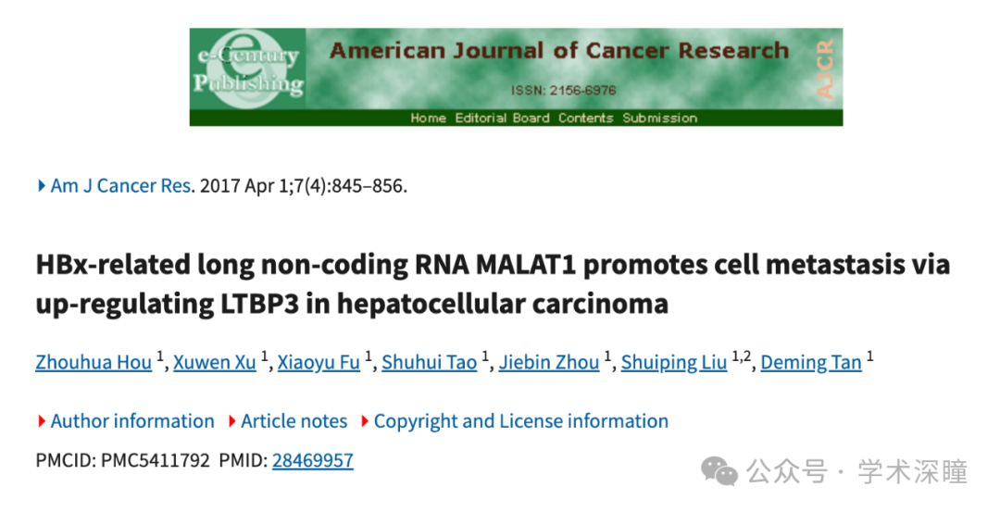 e-Century
Publishing
American Journal of Cancer Research
ISSN: 2156-6976
AJCR
Home Editorial Board Contents Submission
Am J Cancer Res. 2017 Apr 1;7(4):845–856.
HBx-related long non-coding RNA MALAT1 promotes cell metastasis via
up-regulating LTBP3 in hepatocellular carcinoma
Zhouhua Hou 1, Xuwen Xu 1, Xiaoyu Fu 1, Shuhui Tao 1, Jiebin Zhou 1, Shuiping Liu 1,2, Deming Tan 1
Author information Article notes Copyright and License information
PMCID: PMC5411792 PMID: 28469957
公众号 · 学术深瞳